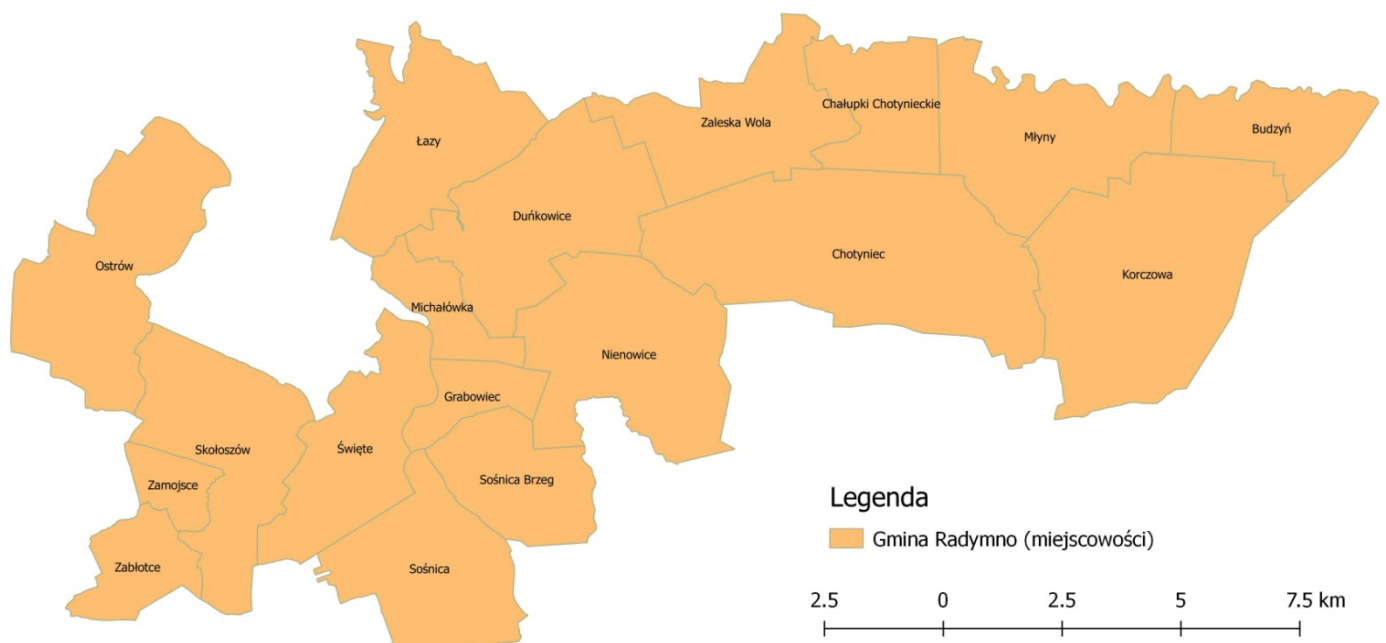 Chałupki Chotynieckie
Zaleska Wola
Budzyń
Młyny
Łazy
Duńkowice
Chotyniec
Ostrów
Korczowa
Michałówka
Nienowice
Grabowiec
Skołoszów
Święte
Sośnica Brzeg
Zamojsce
Zabłotce
Sośnica
Legenda
Gmina Radymno (miejscowości)
2.5 0 2.5 5 7.5 km